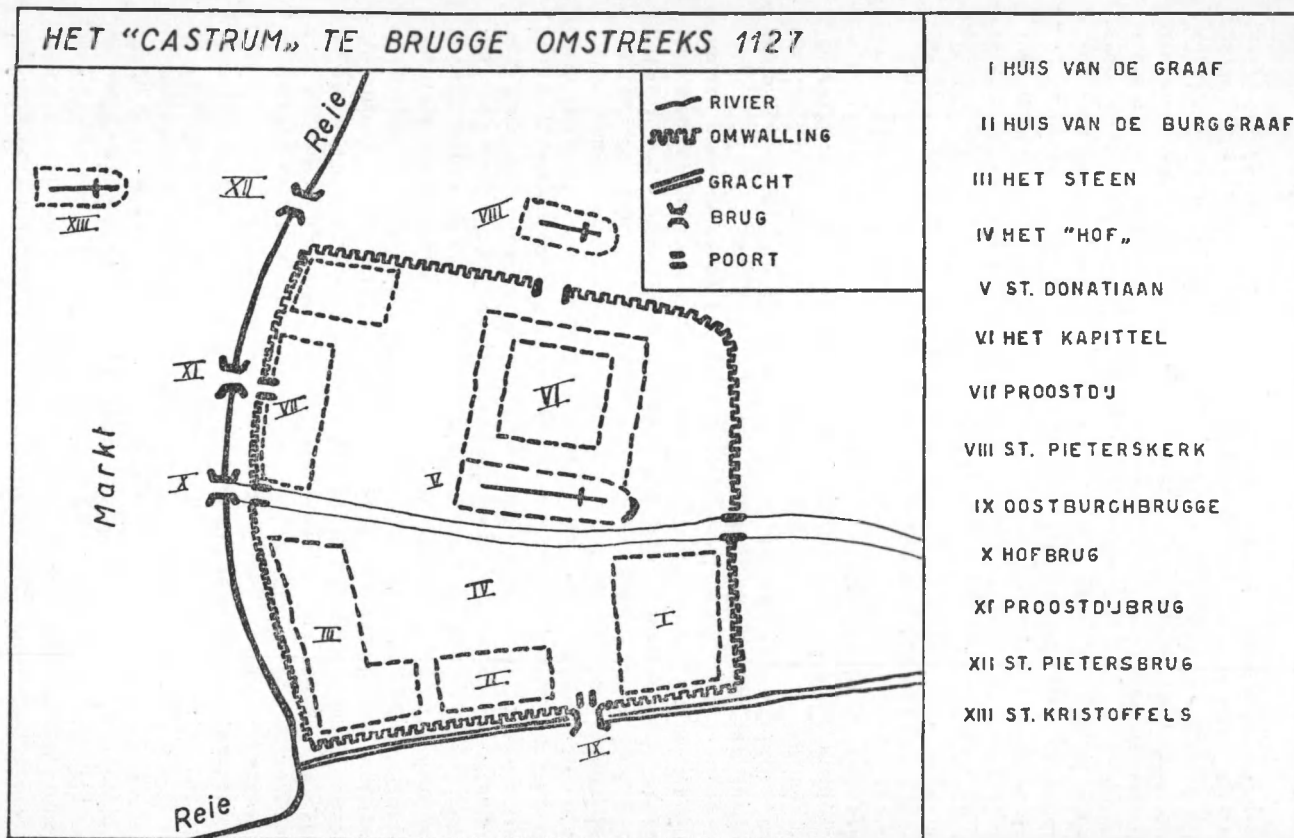 HET "CASTRUM„ TE BRUGGE OMSTREEKS 1127
RIVIER
OMWALLING
GRACHT
BRUG
POORT
Reie
XII
XIII
VIII
XI
VII
VI
Markt
X
V
IV
III
I
II
IX
Reie
I HUIS VAN DE GRAAF
II HUIS VAN DE BURGGRAAF
III HET STEEN
IV HET "HOF„
V ST. DONATIAAN
VI HET KAPITTEL
VII PROOSTDIJ
VIII ST. PIETERSKERK
IX OOSTBURCHBRUGGE
X HOFBRUG
XI PROOSTDIJBRUG
XII ST. PIETERSBRUG
XIII ST. KRISTOFFELS